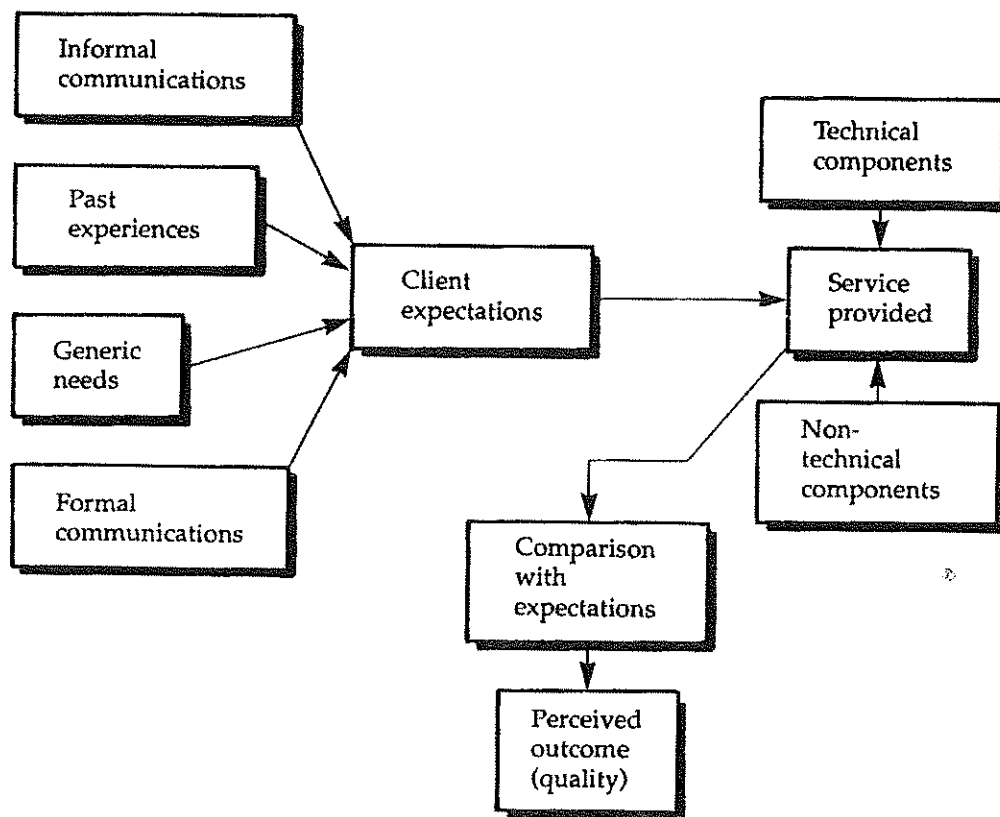 Informal
communications
Past
experiences
Generic
needs
Formal
communications
Client
expectations
Technical
components
Service
provided
Non-
technical
components
Comparison
with
expectations
Perceived
outcome
(quality)